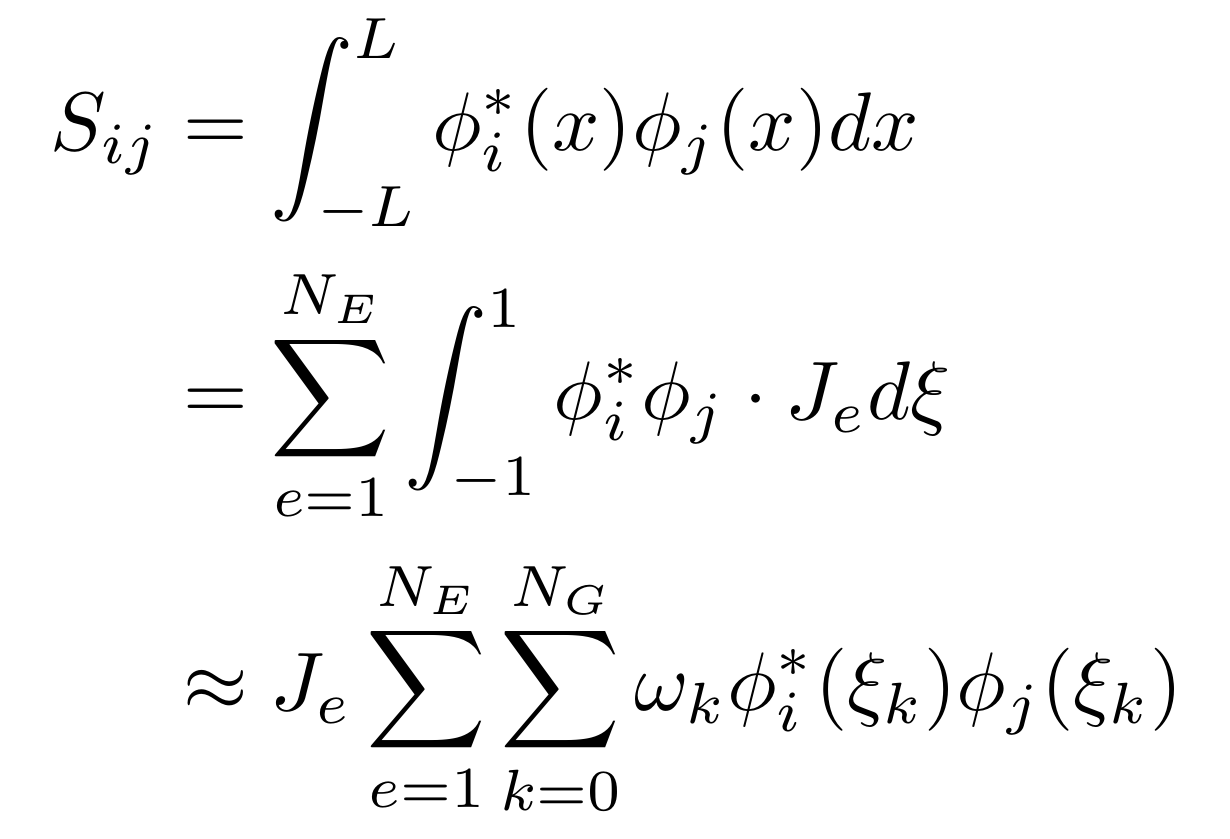 S_{ij} = \int_{-L}^{L} \phi_i^*(x)\phi_j(x)dx
= \sum_{e=1}^{N_E} \int_{-1}^{1} \phi_i^*\phi_j \cdot J_e d\xi
\approx J_e \sum_{e=1}^{N_E} \sum_{k=0}^{N_G} \omega_k \phi_i^*(\xi_k)\phi_j(\xi_k)